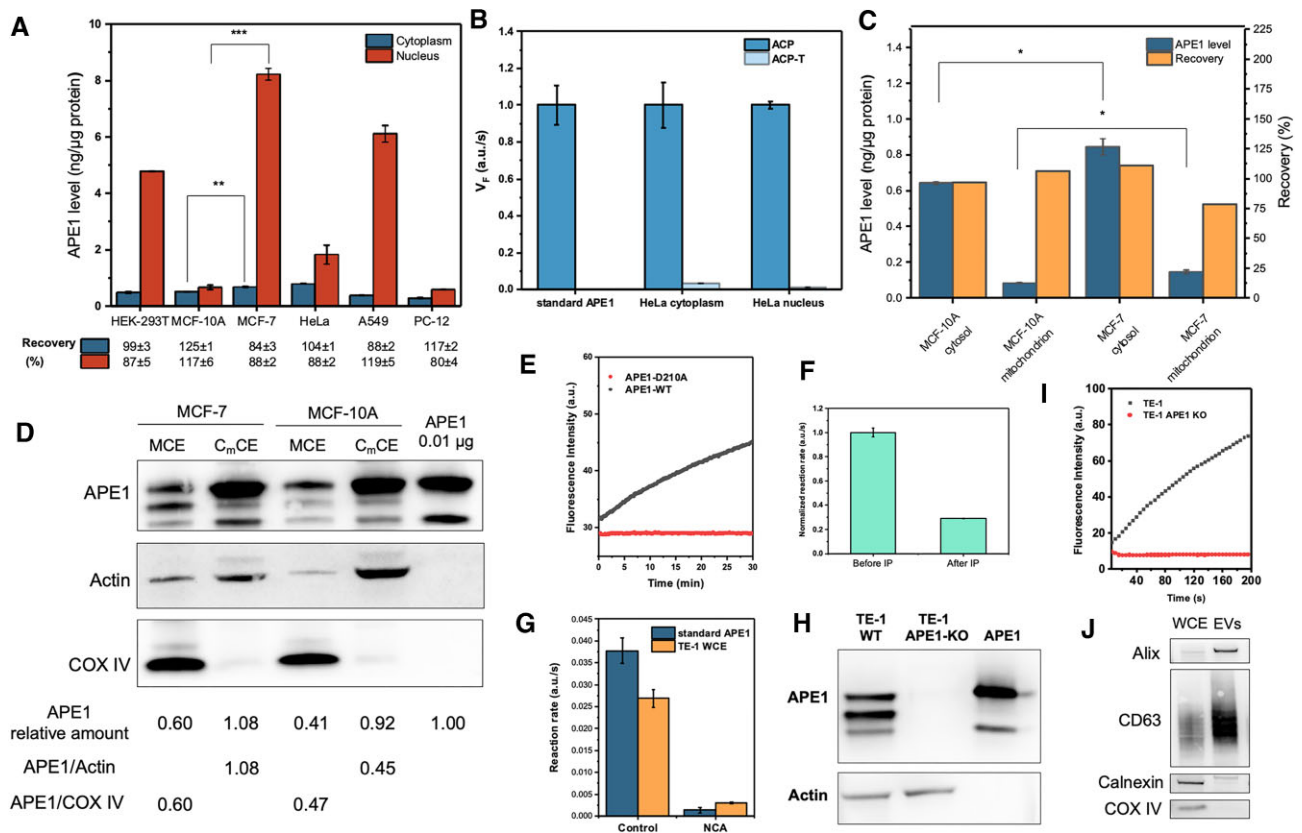 A
APE1 level (ng/µg protein)
10
8
6
4
2
0
Cytoplasm
Nucleus
***
**
HEK-293T MCF-10A MCF-7 HeLa A549 PC-12
Recovery
(%)
99±3 125±1 84±3 104±1 88±2 117±2
87±5 117±6 88±2 88±2 119±5 80±4
B
V_F (a.u./s)
1.4
1.2
1.0
0.8
0.6
0.4
0.2
0.0
ACP
ACP-T
standard APE1 HeLa cytoplasm HeLa nucleus
C
APE1 level (ng/µg protein)
1.4
1.2
1.0
0.8
0.6
0.4
0.2
0.0
APE1 level
Recovery
*
*
225
200
175
150
125
100
75
50
25
0
Recovery (%)
MCF-10A
cytosol
MCF-10A
mitochondrion
MCF-7
cytosol
MCF-7
mitochondrion
D
MCF-7 MCF-10A APE1
MCE CmCE MCE CmCE 0.01 µg
APE1
Actin
COX IV
APE1
relative amount
0.60 1.08 0.41 0.92 1.00
APE1/Actin 1.08 0.45
APE1/COX IV 0.60 0.47
E
Fluorescence Intensity (a.u.)
60
50
40
30
APE1-D210A
APE1-WT
0 5 10 15 20 25 30
Time (min)
F
Normalized reaction rate (a.u./s)
1.2
1.0
0.8
0.6
0.4
0.2
0.0
Before IP After IP
I
Fluorescence Intensity (a.u.)
100
80
60
40
20
0
TE-1
TE-1 APE1 KO
40 80 120 160 200
Time (s)
G
Reaction rate (a.u./s)
0.045
0.040
0.035
0.030
0.025
0.020
0.015
0.010
0.005
0.000
standard APE1
TE-1 WCE
Control NCA
H
TE-1
WT
TE-1
APE1-KO
APE1
APE1
Actin
J
WCE EVs
Alix
CD63
Calnexin
COX IV